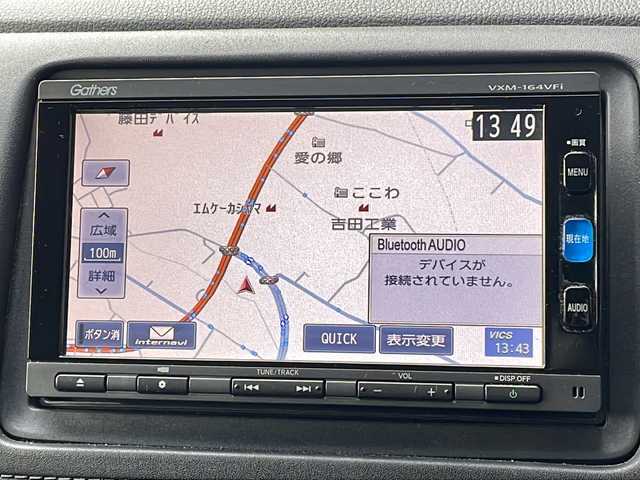 Gathers
VXM-164VFi
藤田デバイス
13 49
愛の郷
ここわ
エムケーカシヤマ
吉田工業
広域
100m
詳細
Bluetooth AUDIO
デバイスが
接続されていません。
ボタン消
internavi
QUICK
表示変更
VICS
13:43
画質
MENU
現在地
AUDIO
TUNE/TRACK
VOL
DISP OFF